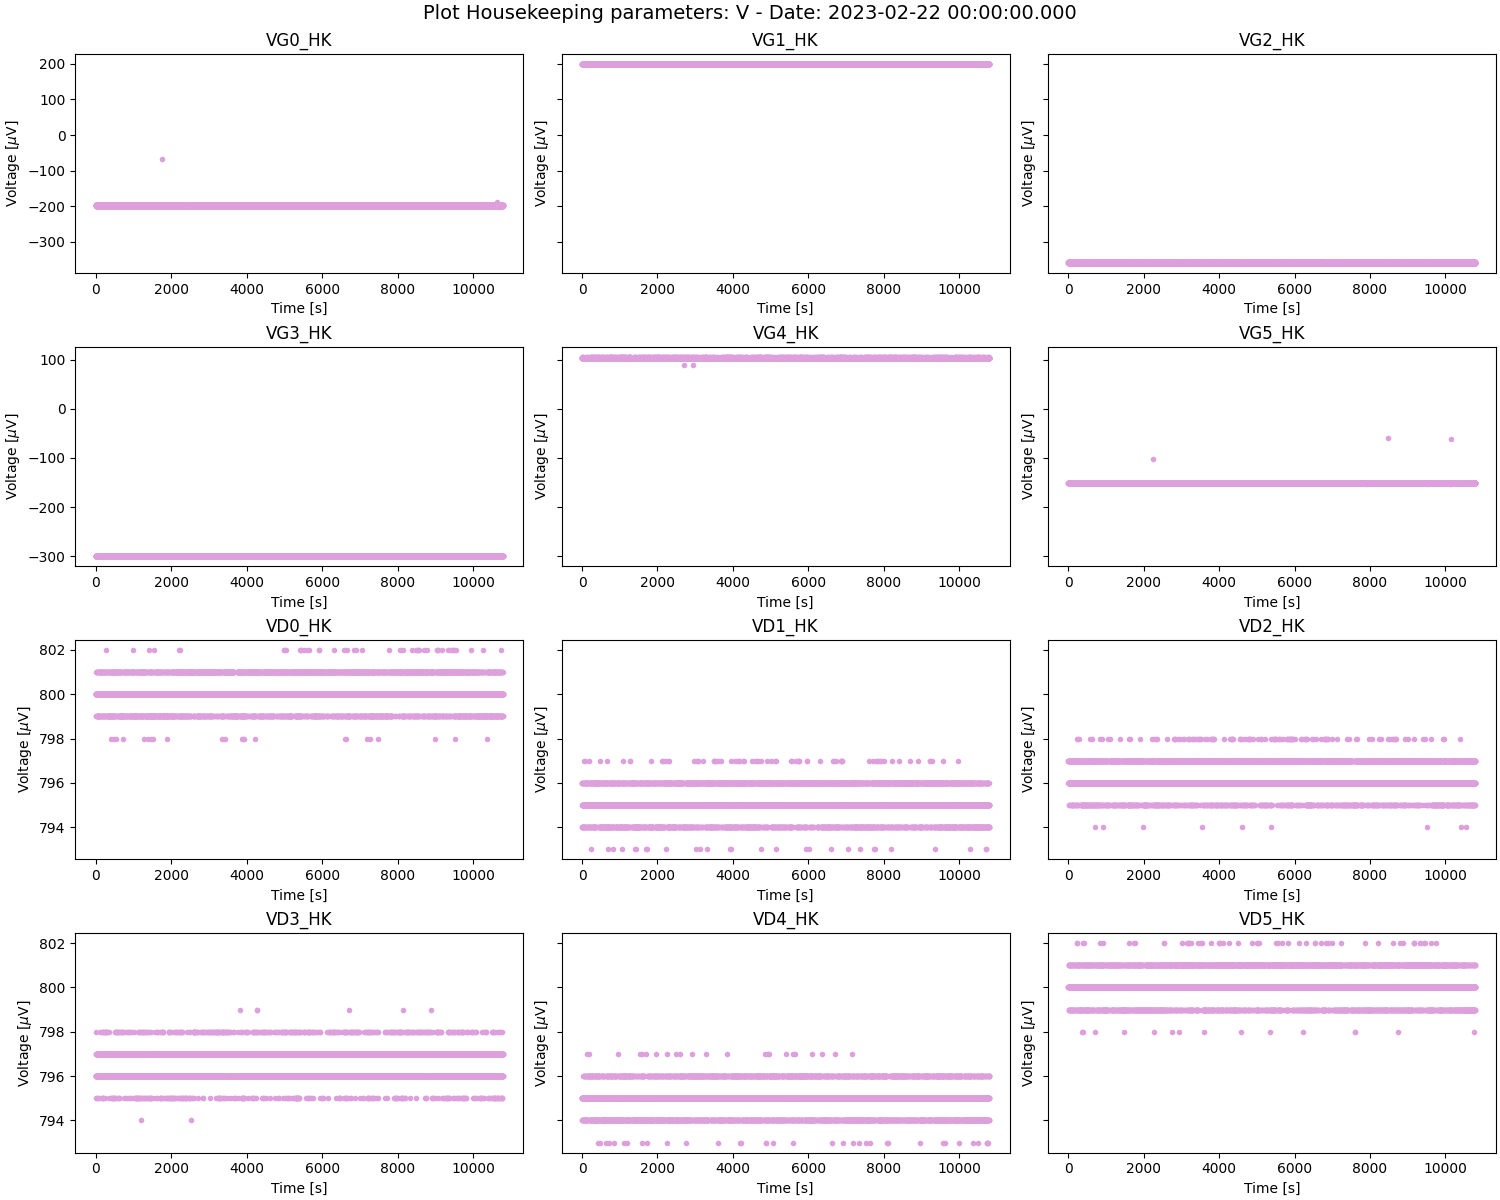 Plot Housekeeping parameters: V - Date: 2023-02-22 00:00:00.000
VG0_HK VG1_HK VG2_HK
200
100
0
−100
−200
−300
Voltage [μV] Voltage [μV] Voltage [μV]
0 2000 4000 6000 8000 10000 0 2000 4000 6000 8000 10000 0 2000 4000 6000 8000 10000
Time [s] Time [s] Time [s]
VG3_HK VG4_HK VG5_HK
100
0
−100
−200
−300
Voltage [μV] Voltage [μV] Voltage [μV]
0 2000 4000 6000 8000 10000 0 2000 4000 6000 8000 10000 0 2000 4000 6000 8000 10000
Time [s] Time [s] Time [s]
VD0_HK VD1_HK VD2_HK
802
800
798
796
794
Voltage [μV] Voltage [μV] Voltage [μV]
0 2000 4000 6000 8000 10000 0 2000 4000 6000 8000 10000 0 2000 4000 6000 8000 10000
Time [s] Time [s] Time [s]
VD3_HK VD4_HK VD5_HK
802
800
798
796
794
Voltage [μV] Voltage [μV] Voltage [μV]
0 2000 4000 6000 8000 10000 0 2000 4000 6000 8000 10000 0 2000 4000 6000 8000 10000
Time [s] Time [s] Time [s]